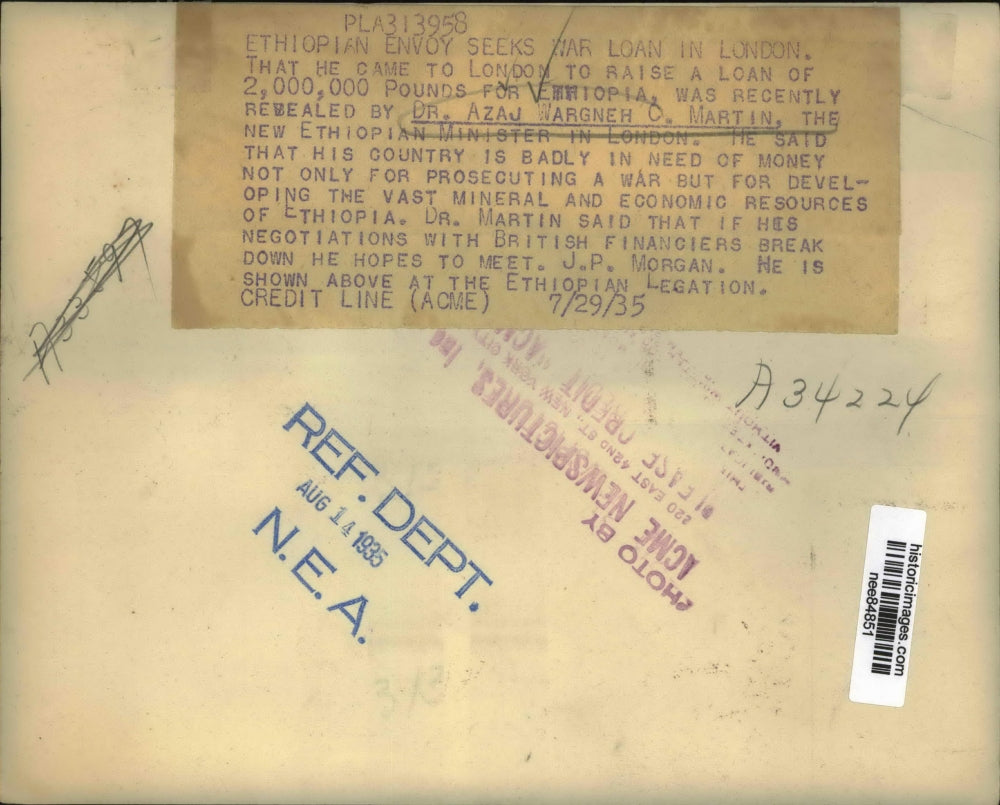 PLA313958
ETHIOPIAN ENVOY SEEKS WAR LOAN IN LONDON.
THAT HE CAME TO LONDON TO RAISE A LOAN OF
2,000,000 POUNDS FOR ETHIOPIA, WAS RECENTLY
REVEALED BY DR. AZAJ WARGNEH C. MARTIN, THE
NEW ETHIOPIAN MINISTER IN LONDON. HE SAID
THAT HIS COUNTRY IS BADLY IN NEED OF MONEY
NOT ONLY FOR PROSECUTING A WAR BUT FOR DEVEL-
OPING THE VAST MINERAL AND ECONOMIC RESOURCES
OF ETHIOPIA. DR. MARTIN SAID THAT IF HIS
NEGOTIATIONS WITH BRITISH FINANCIERS BREAK
DOWN HE HOPES TO MEET. J.P. MORGAN. HE IS
SHOWN ABOVE AT THE ETHIOPIAN LEGATION.
CREDIT LINE (ACME) 7/29/35
A34224
REF. DEPT.
AUG 14 1935
N.E.A.
PHOTO BY
ACME NEWSPICTURES, Inc
220 EAST 42ND ST., NEW YORK CITY
PLEASE CREDIT "ACME
historicimages.com
nee84851